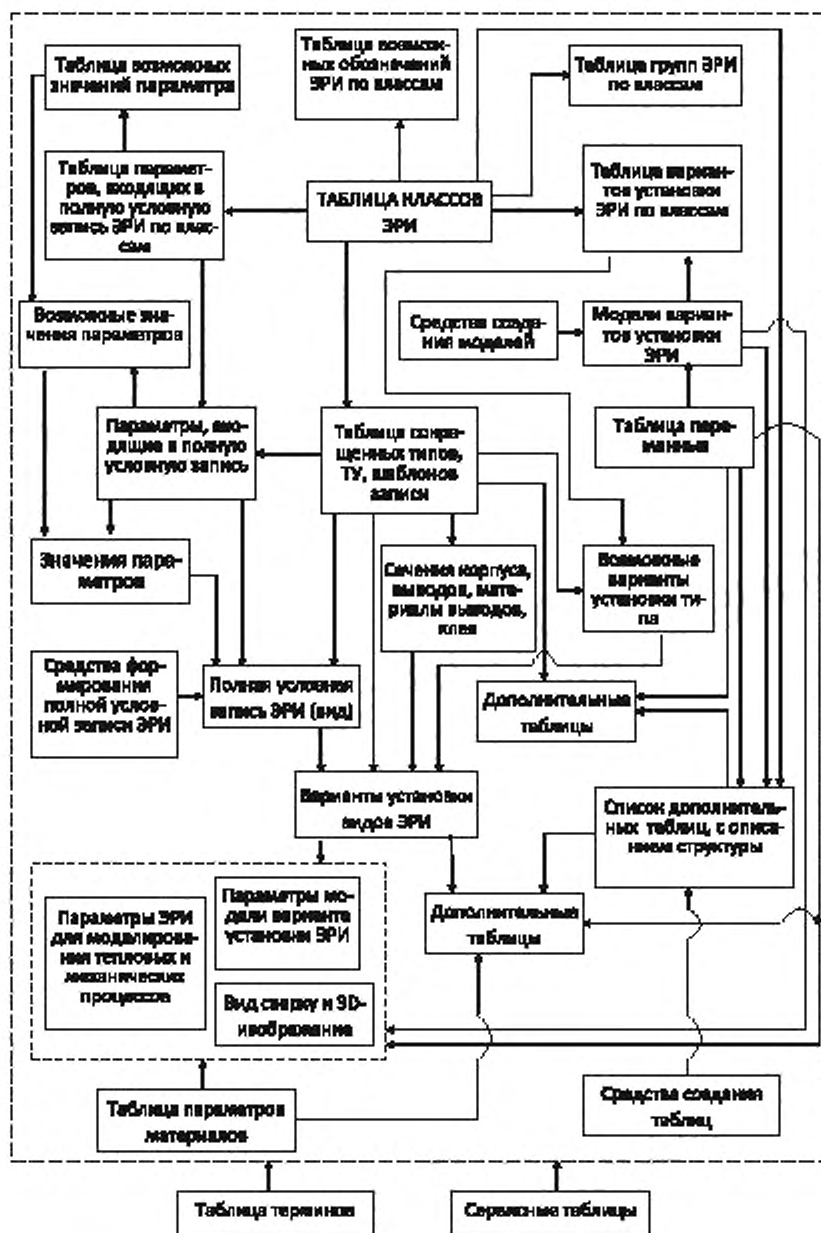 Таблица возможных
значений параметра
Таблица возмож-
ных обозначений
ЭРИ по классам
Таблица групп ЭРИ
по классам
Таблица парамет-
ров, входящих в
полную условную
запись ЭРИ по клас-
сам
ТАБЛИЦА КЛАССОВ
ЭРИ
Таблица вариан-
тов установки
ЭРИ по классам
Возможные зна-
чения параметров
Средства созда-
ния моделей
Модели вариан-
тов установки
ЭРИ
Параметры, вхо-
дящие в полную
условную запись
Таблица сокра-
щенных типов,
ТУ, шаблонов
записи
Таблица пере-
менных
Значения пара-
метров
Сечения корпуса,
выводов, мате-
риалы выводов,
клея
Возможные
варианты
установки ти-
па
Средства фор-
мирования
полной услов-
ной записи ЭРИ
Полная условная
запись ЭРИ (вид)
Дополнительные
таблицы
Варианты установки
видов ЭРИ
Список дополнитель-
ных таблиц, с описа-
нием структуры
Параметры ЭРИ
для моделирова-
ния тепловых и
механических
процессов
Параметры мо-
дели варианта
установки ЭРИ
Дополнительные
таблицы
Вид сверху и 3D-
изображение
Таблица параметров
материалов
Средства создания
таблиц
Таблица терминов
Сервисные таблицы